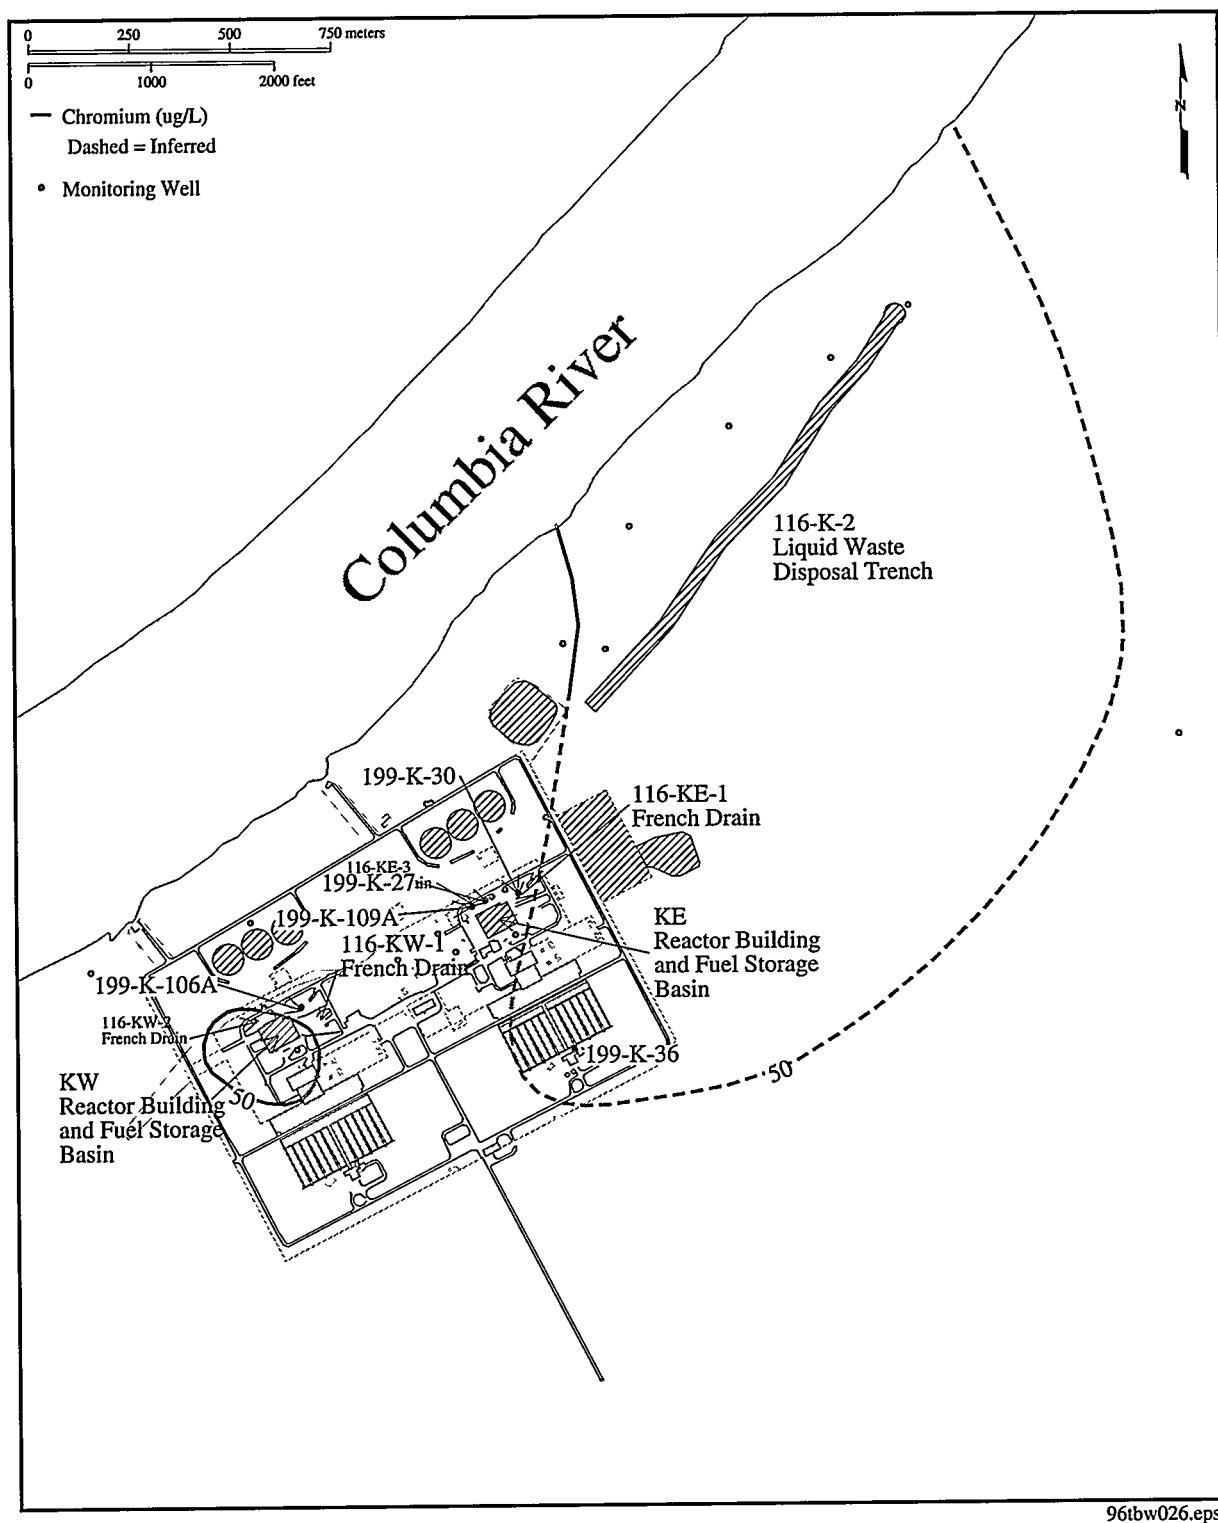 0 250 500 750 meters
0 1000 2000 feet
Chromium (ug/L)
Dashed = Inferred
Monitoring Well
N
Columbia River
116-K-2
Liquid Waste
Disposal Trench
199-K-30
116-KE-1
French Drain
116-KE-3
199-K-27
199-K-109A
KE
Reactor Building
and Fuel Storage
Basin
116-KW-1
French Drain
199-K-106A
116-KW-2
French Drain
199-K-36
50
KW
Reactor Building
and Fuel Storage
Basin
50
96tbw026.eps